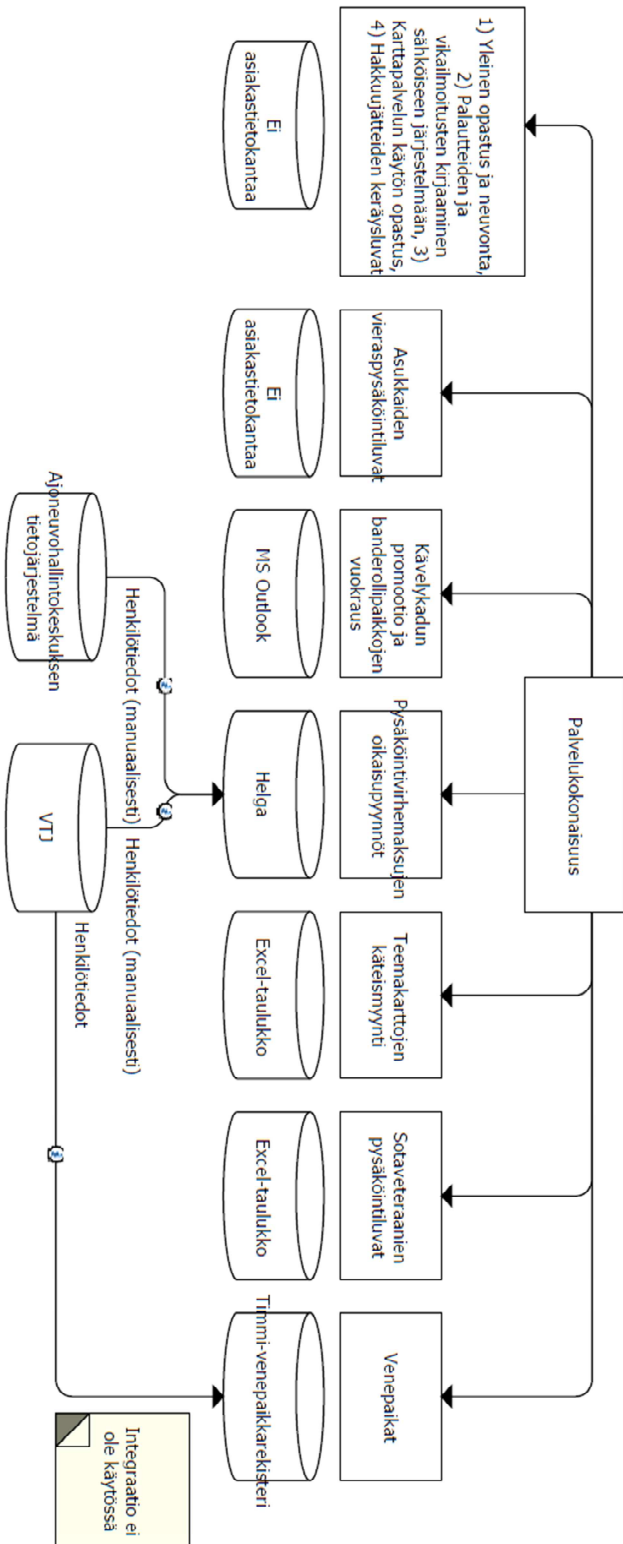 Palvelukokonaisuus
1) Yleinen opastus ja neuvonta,
2) Palautteiden ja
vikailmoitusten kirjaaminen
sähköiseen järjestelmään, 3)
Karttapalvelun käytön opastus,
4) Hakkuujätteiden keräysluvat
Asukkaiden
vieraspysäköintiluvat
Kävelykadun
promootio ja
banderollipaikkojen
vuokraus
Pysäköintivirhemaksujen
oikaisupyynnöt
Teemakarttojen
käteismyynti
Sotaveteraanien
pysäköintiluvat
Venepaikat
Ei
asiakastietokantaa
Ei
asiakastietokantaa
MS Outlook
Helga
Excel-taulukko
Excel-taulukko
Timmi-venepaikkarekisteri
Henkilötiedot (manuaalisesti)
Henkilötiedot (manuaalisesti)
Henkilötiedot
Integraatio ei
ole käytössä
Ajoneuvohallintokeskuksen
tietojärjestelmä
VTJ